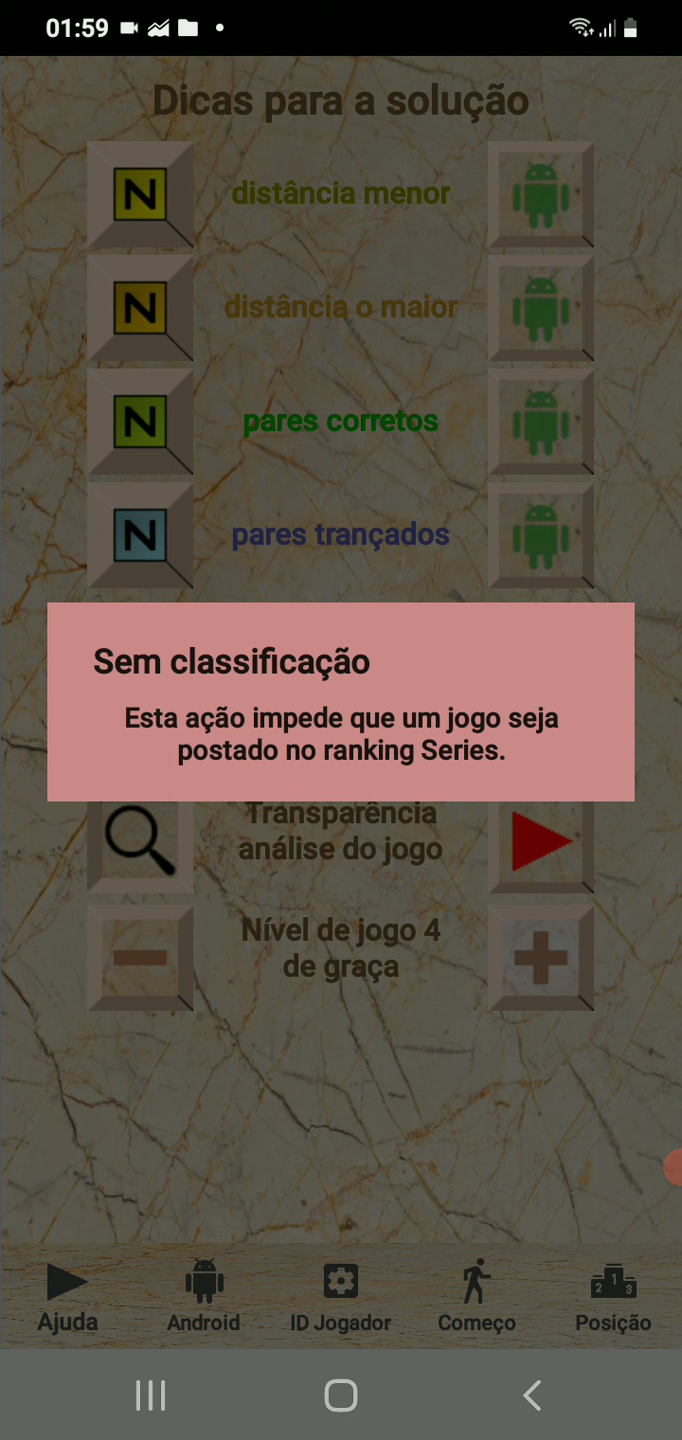 01:59
Dicas para a solução
N distância menor
N distância o maior
N pares corretos
N pares trançados
Sem classificação
Esta ação impede que um jogo seja
postado no ranking Series.
Transparência
análise do jogo
Nível de jogo 4
de graça
2 1 3
Ajuda Android ID Jogador Começo Posição